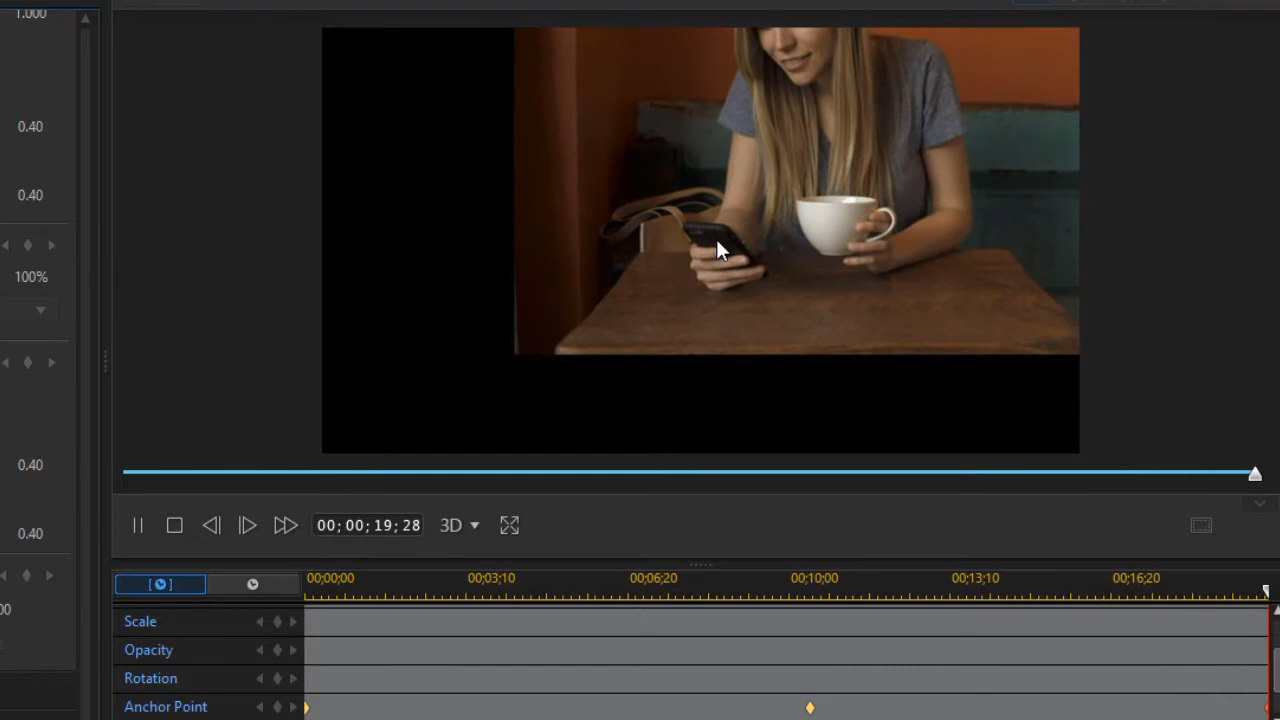 1.000
0.40
0.40
100%
0.40
0.40
00
00; 00; 19; 28
3D
00;00;00
00;03;10
00;06;20
00;10;00
00;13;10
00;16;20
Scale
Opacity
Rotation
Anchor Point